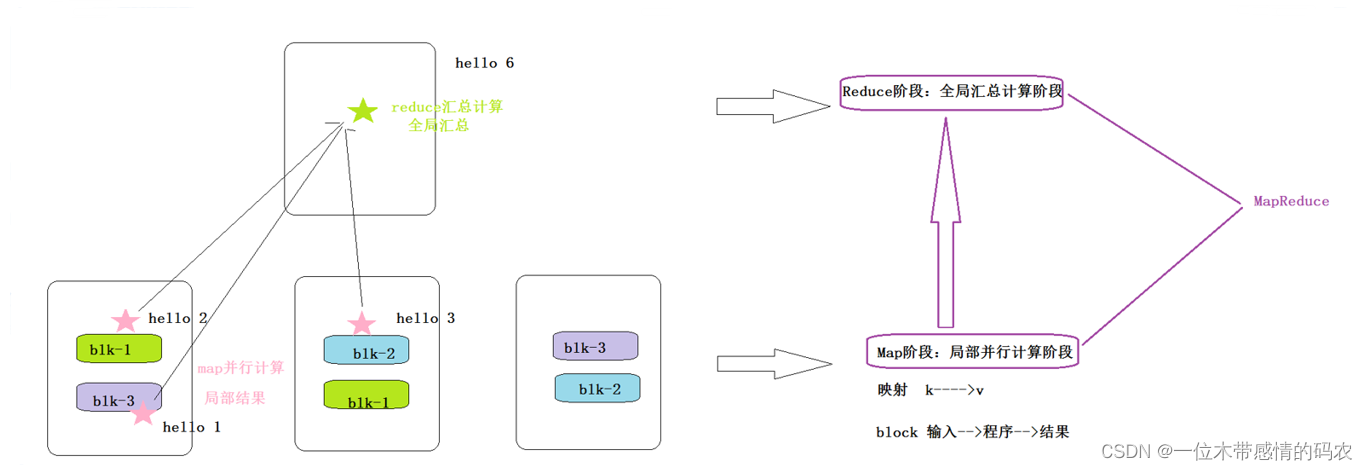 hello 6
reduce汇总计算
全局汇总
hello 2
blk-1
map并行计算
blk-3
局部结果
hello 1
hello 3
blk-2
blk-1
blk-3
blk-2
Reduce阶段：全局汇总计算阶段
MapReduce
Map阶段：局部并行计算阶段
映射 k---->v
block 输入-->程序-->结果
CSDN @一位木带感情的码农